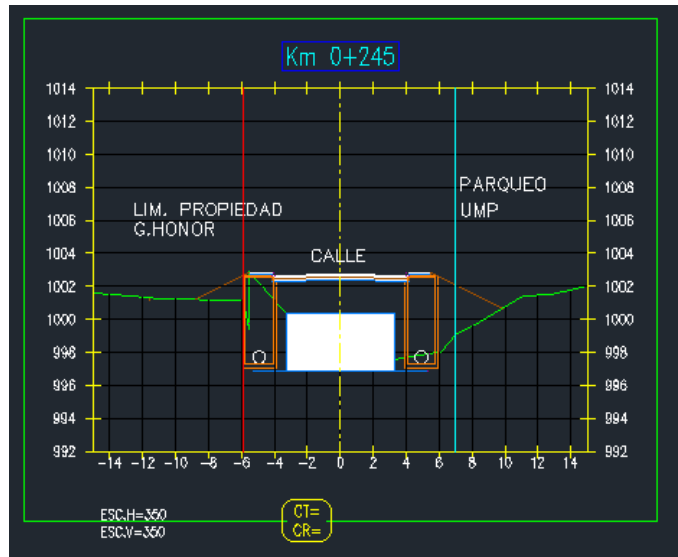 Km 0+245
1014 1014
1012 1012
1010 1010
1008 1008
PARQUEO
LIM. PROPIEDAD 1006 UMP 1006
G.HONOR
1004 CALLE 1004
1002 1002
1000 1000
998 998
996 996
994 994
992 992
-14 -12 -10 -8 -6 -4 -2 0 2 4 6 8 10 12 14
ESC.H=350
ESC.V=350
CT=
CR=